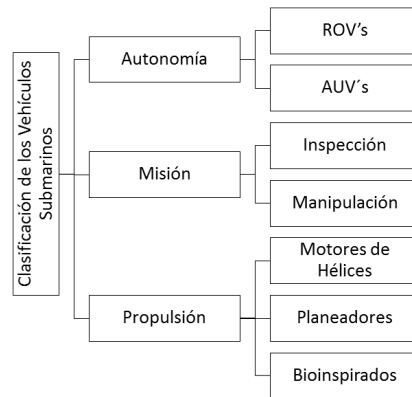 Clasificación de los Vehículos
Submarinos
Autonomía
ROV’s
AUV´s
Misión
Inspección
Manipulación
Propulsión
Motores de
Hélices
Planeadores
Bioinspirados